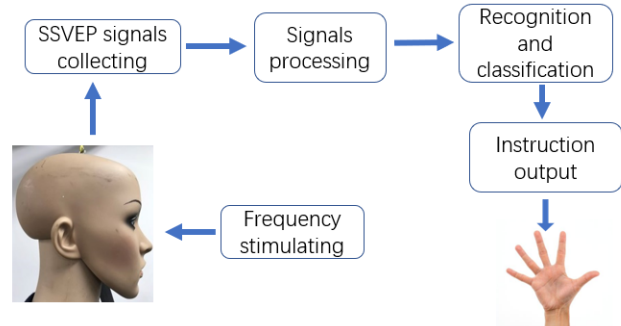 SSVEP signals
collecting
Signals
processing
Recognition
and
classification
Instruction
output
Frequency
stimulating